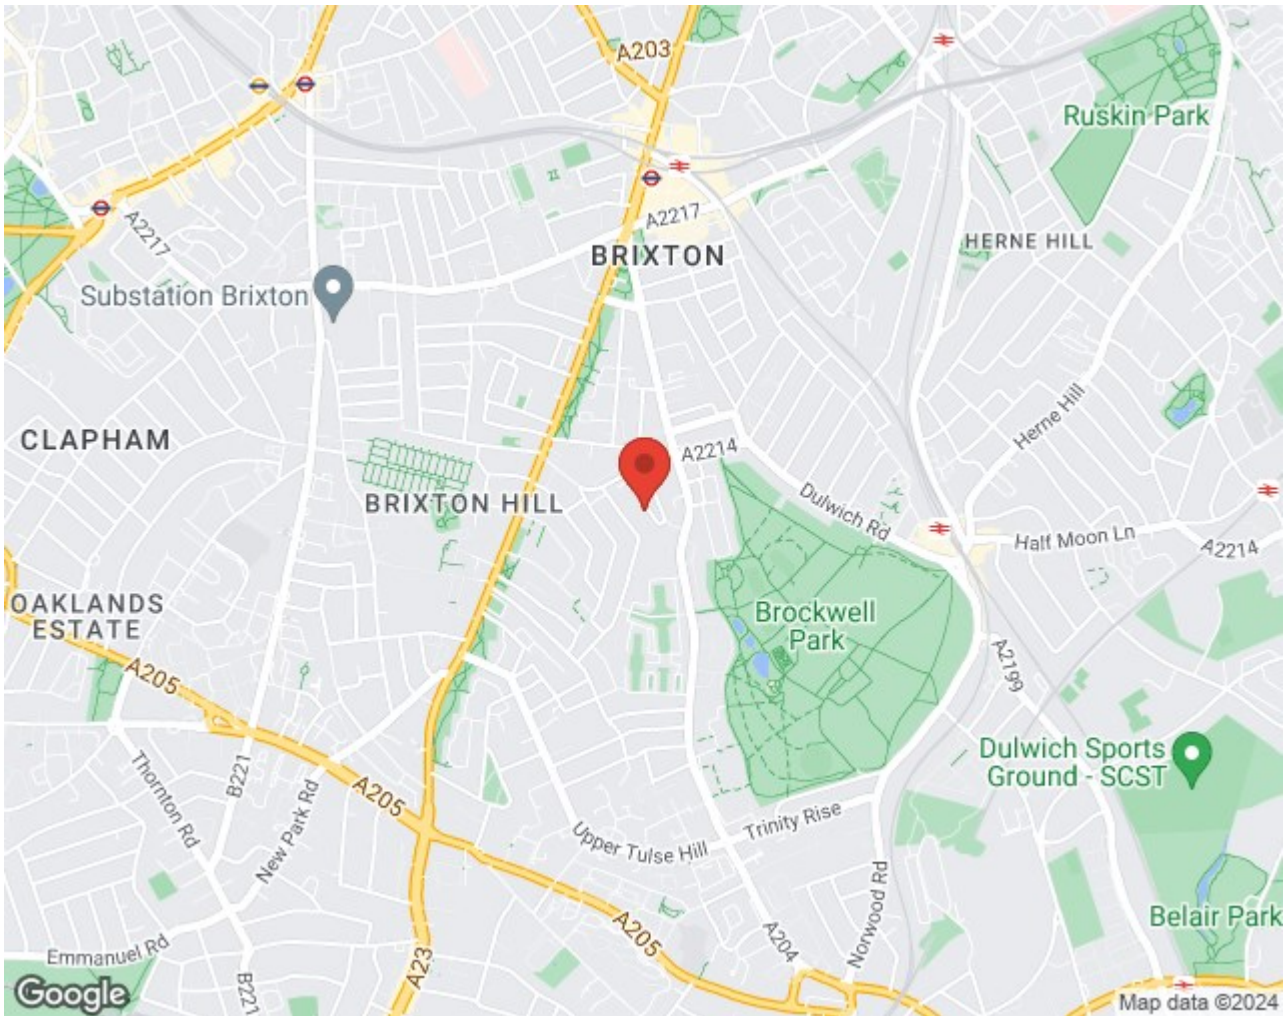 A203
Ruskin Park
A2217
A2217
HERNE HILL
BRIXTON
Substation Brixton
Herne Hill
CLAPHAM
A2214
BRIXTON HILL
Dulwich Rd
Half Moon Ln
A2214
OAKLANDS
ESTATE
Brockwell
Park
A205
A2199
Dulwich Sports
Ground - SCST
B221
A205
Thornton Rd
New Park Rd
Trinity Rise
Upper Tulse Hill
Norwood Rd
Belair Park
A205
A204
Emmanuel Rd
A23
B221
Google
Map data ©2024